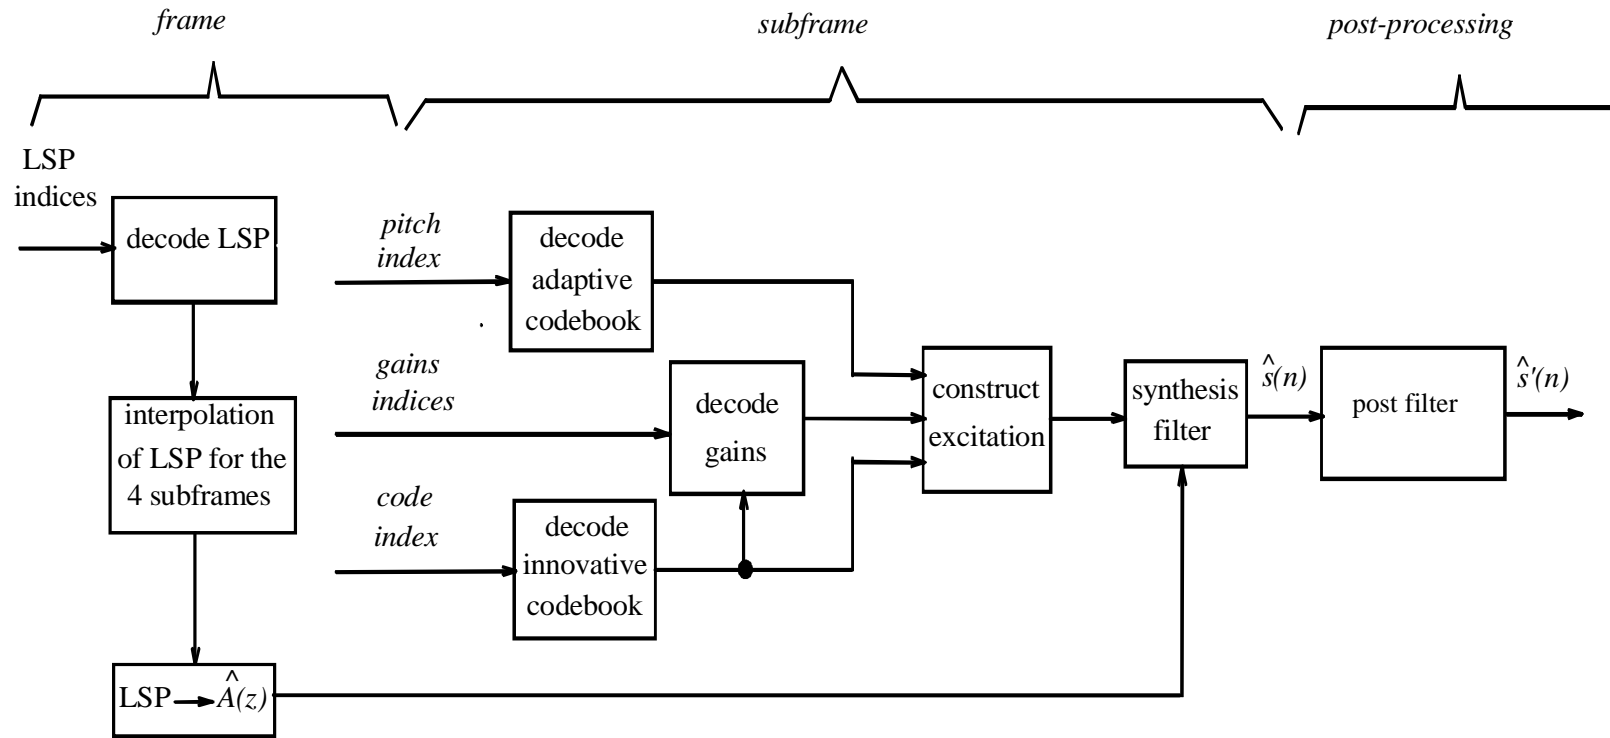 frame
subframe
post-processing
LSP
indices
decode LSP
interpolation
of LSP for the
4 subframes
LSP → Â(z)
pitch
index
decode
adaptive
codebook
gains
indices
decode
gains
code
index
decode
innovative
codebook
construct
excitation
synthesis
filter
ŝ(n)
post filter
ŝ'(n)